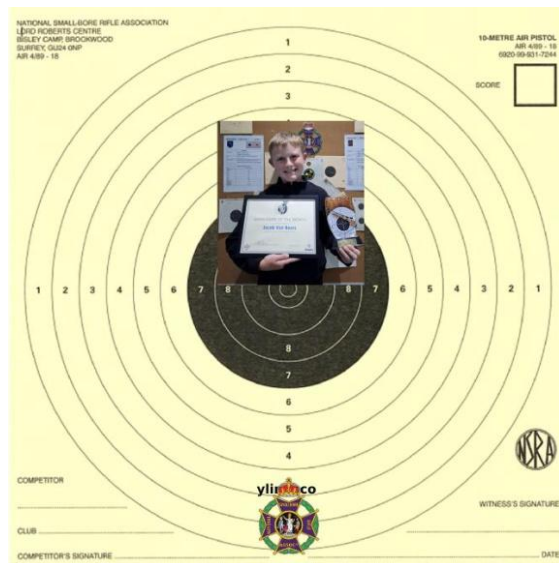 NATIONAL SMALL-BORE RIFLE ASSOCIATION
LORD ROBERTS CENTRE
BISLEY CAMP, BROOKWOOD
SURREY, GU24 0NP
AIR 4/89 - 18
10-METRE AIR PISTOL
AIR 4/89 - 18
6920-99-931-7244
SCORE
1
2
3
1 2 3 4 5 6 7 8 8 7 6 5 4 3 2 1
8
7
6
5
4
NSRA
COMPETITOR
WITNESS'S SIGNATURE
CLUB
COMPETITOR'S SIGNATURE
DATE